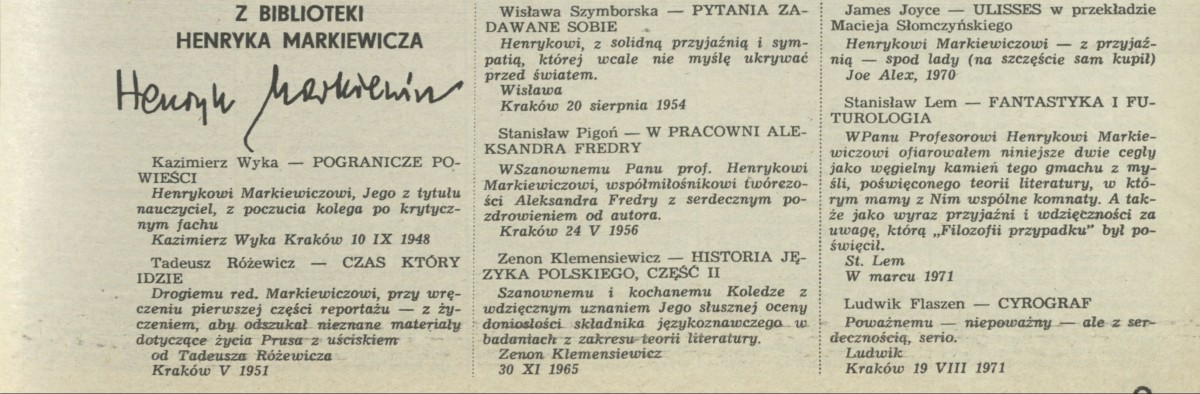 Z BIBLIOTEKI
HENRYKA MARKIEWICZA
Henryk Markiewicz
Kazimierz Wyka — POGRANICZE PO-
WIEŚCI
Henrykowi Markiewiczowi, Jego z tytułu
nauczyciel, z poczucia kolega po krytycz-
nym fachu
Kazimierz Wyka Kraków 10 IX 1948
Tadeusz Różewicz — CZAS KTÓRY
IDZIE
Drogiemu red. Markiewiczowi, przy wrę-
czeniu pierwszej części reportażu — z ży-
czeniem, aby odszukał nieznane materiały
dotyczące życia Prusa z uściskiem
od Tadeusza Różewicza
Kraków V 1951
Wisława Szymborska — PYTANIA ZA-
DAWANE SOBIE
Henrykowi, z solidną przyjaźnią i sym-
patią, której wcale nie myślę ukrywać
przed światem.
Wisława
Kraków 20 sierpnia 1954
Stanisław Pigoń — W PRACOWNI ALE-
KSANDRA FREDRY
WSzanownemu Panu prof. Henrykowi
Markiewiczowi, współmiłośnikowi twórczo-
ści Aleksandra Fredry z serdecznym po-
zdrowieniem od autora.
Kraków 24 V 1956
Zenon Klemensiewicz — HISTORIA JĘ-
ZYKA POLSKIEGO, CZĘŚĆ II
Szanownemu i kochanemu Koledze z
wdzięcznym uznaniem Jego słusznej oceny
doniosłości składnika językoznawczego w
badaniach z zakresu teorii literatury.
Zenon Klemensiewicz
30 XI 1965
James Joyce — ULISSES w przekładzie
Macieja Słomczyńskiego
Henrykowi Markiewiczowi — z przyjaź-
nią — spod lady (na szczęście sam kupił)
Joe Alex, 1970
Stanisław Lem — FANTASTYKA I FU-
TUROLOGIA
WPanu Profesorowi Henrykowi Markie-
wiczowi ofiarowałem niniejsze dwie cegły
jako węgielny kamień tego gmachu z my-
śli, poświęconego teorii literatury, w któ-
rym mamy z Nim wspólne komnaty. A tak-
że jako wyraz przyjaźni i wdzięczności za
uwagę, którą „Filozofii przypadku” był po-
święcił.
St. Lem
W marcu 1971
Ludwik Flaszen — CYROGRAF
Poważnemu — niepoważny — ale z ser-
decznością, serio.
Ludwik
Kraków 19 VIII 1971